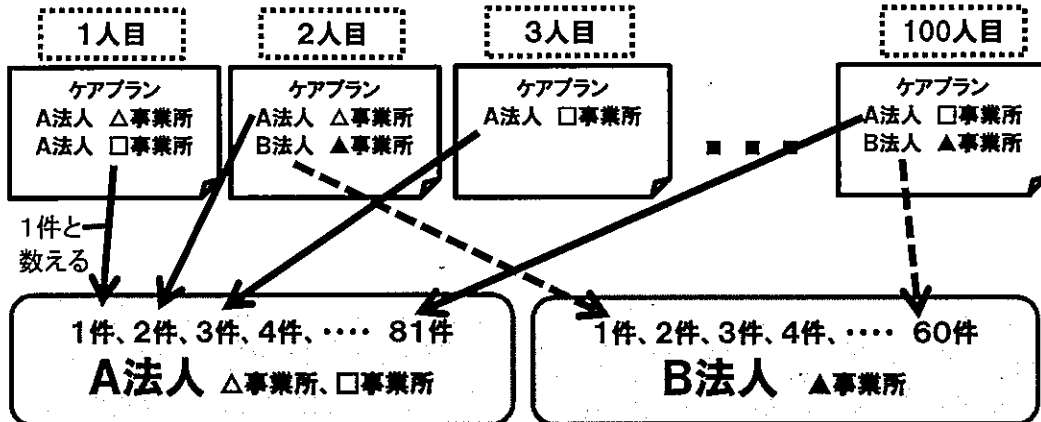 1人目
2人目
3人目
100人目
ケアプラン
A法人 △事業所
A法人 □事業所
ケアプラン
A法人 △事業所
B法人 ▲事業所
ケアプラン
A法人 □事業所
ケアプラン
A法人 □事業所
B法人 ▲事業所
1件と
数える
1件、2件、3件、4件、‥‥ 81件
A法人 △事業所、□事業所
1件、2件、3件、4件、‥‥ 60件
B法人 ▲事業所